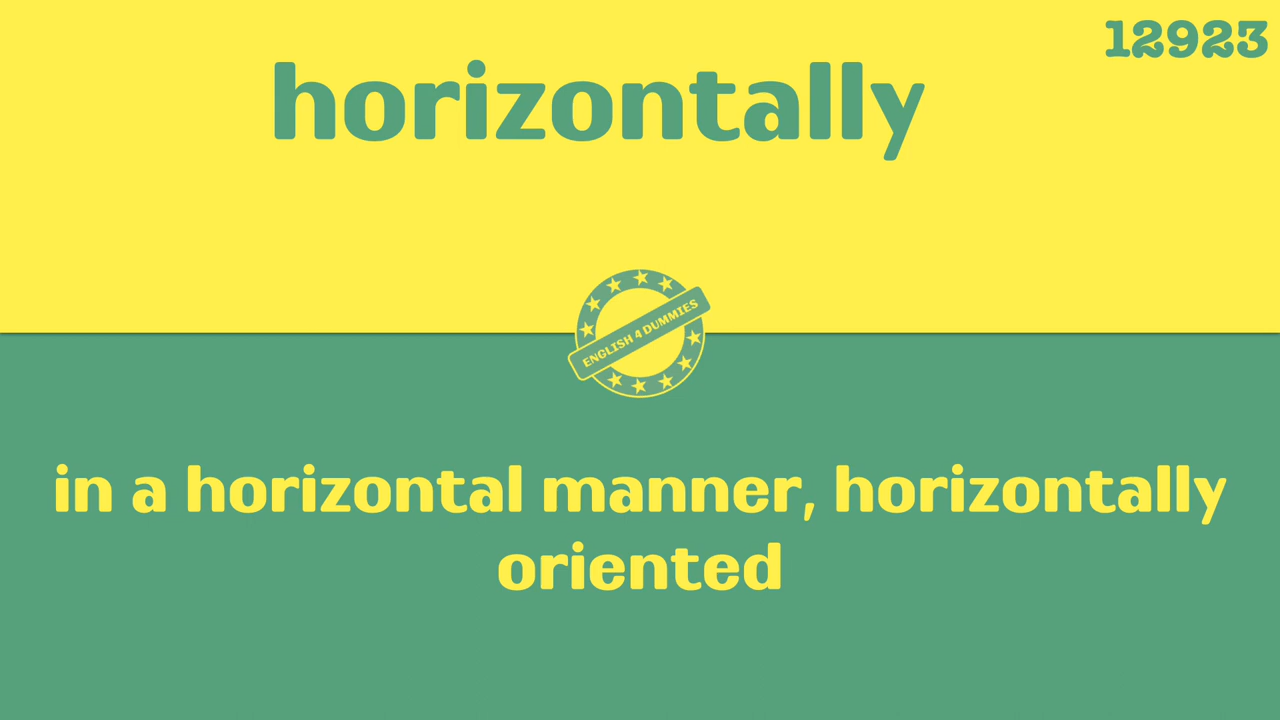 12923
horizontally
ENGLISH 4 DUMMIES
in a horizontal manner, horizontally
oriented